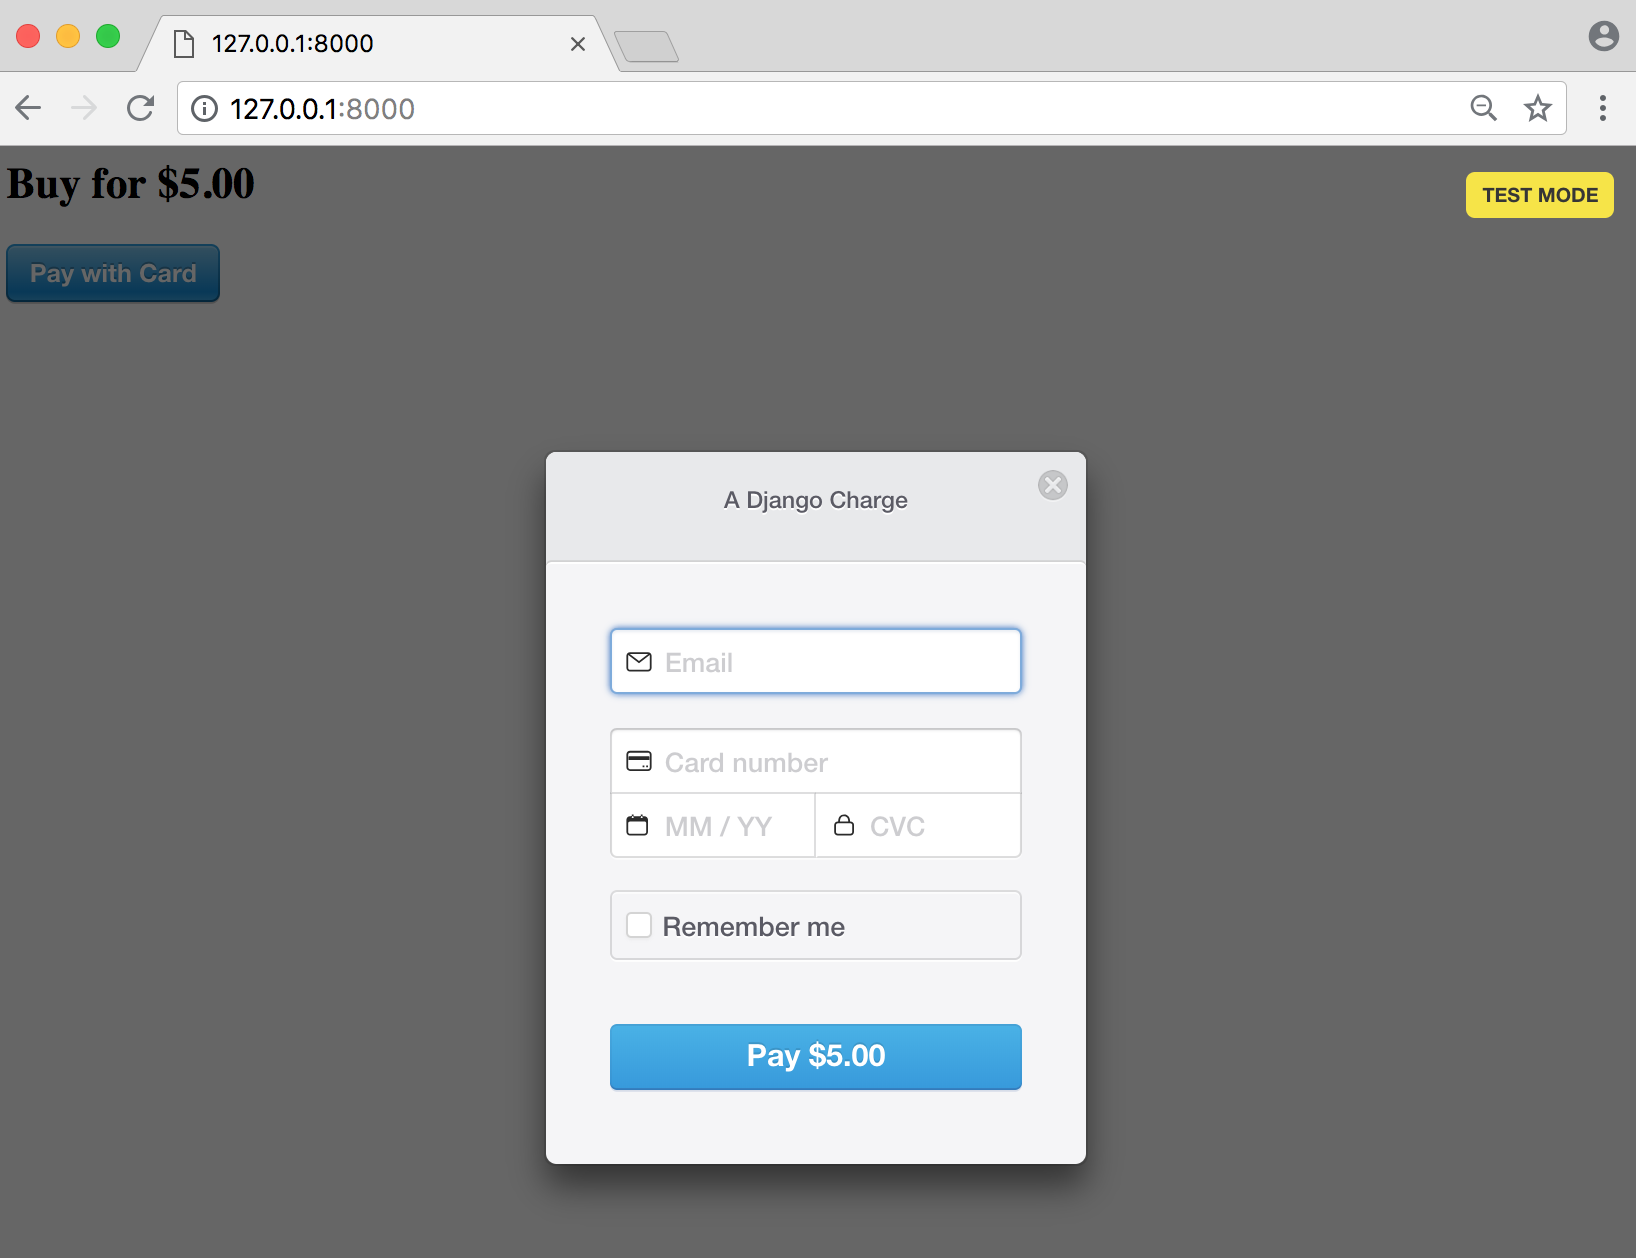 127.0.0.1:8000
127.0.0.1:8000
Buy for $5.00
TEST MODE
Pay with Card
A Django Charge
Email
Card number
MM / YY
CVC
Remember me
Pay $5.00